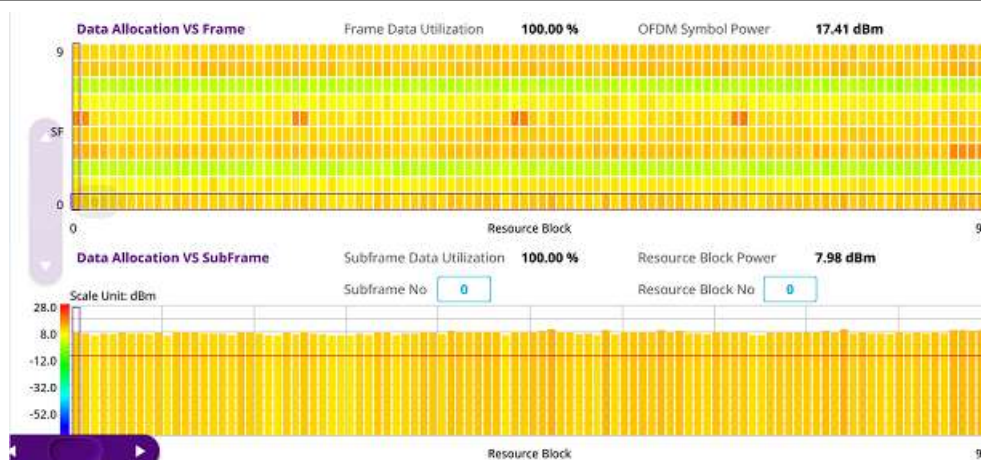 Data Allocation VS Frame Frame Data Utilization 100.00 % OFDM Symbol Power 17.41 dBm
9
SF
0
0 Resource Block 9
Data Allocation VS SubFrame Subframe Data Utilization 100.00 % Resource Block Power 7.98 dBm
Subframe No 0 Resource Block No 0
Scale Unit: dBm
28.0
8.0
-12.0
-32.0
-52.0
Resource Block 9